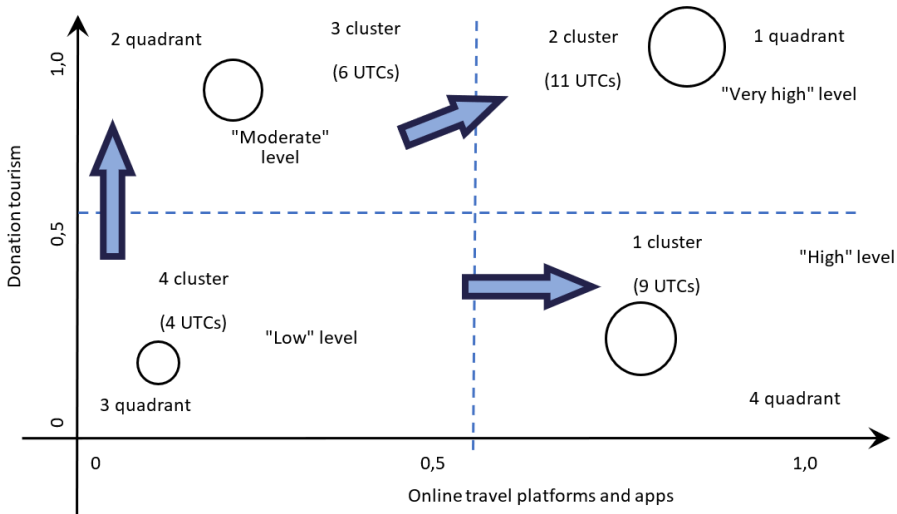 2 quadrant
3 cluster
(6 UTCs)
2 cluster
(11 UTCs)
1 quadrant
"Very high" level
"Moderate"
level
1,0
Donation tourism
0,5
0
4 cluster
(4 UTCs)
"Low" level
3 quadrant
1 cluster
(9 UTCs)
"High" level
4 quadrant
0
0,5
1,0
Online travel platforms and apps